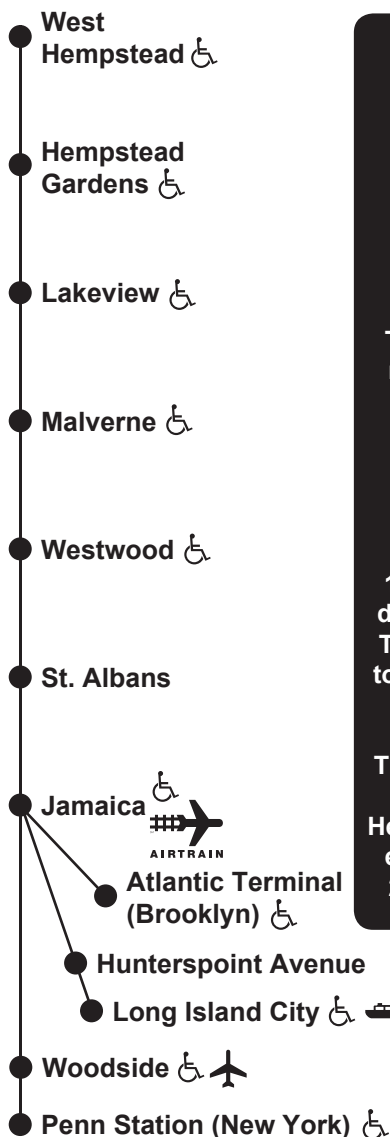 West
Hempstead
Hempstead
Gardens
Lakeview
Malverne
Westwood
St. Albans
Jamaica
AIRTRAIN
Atlantic Terminal
(Brooklyn)
Hunterspoint Avenue
Long Island City
Woodside
Penn Station (New York)